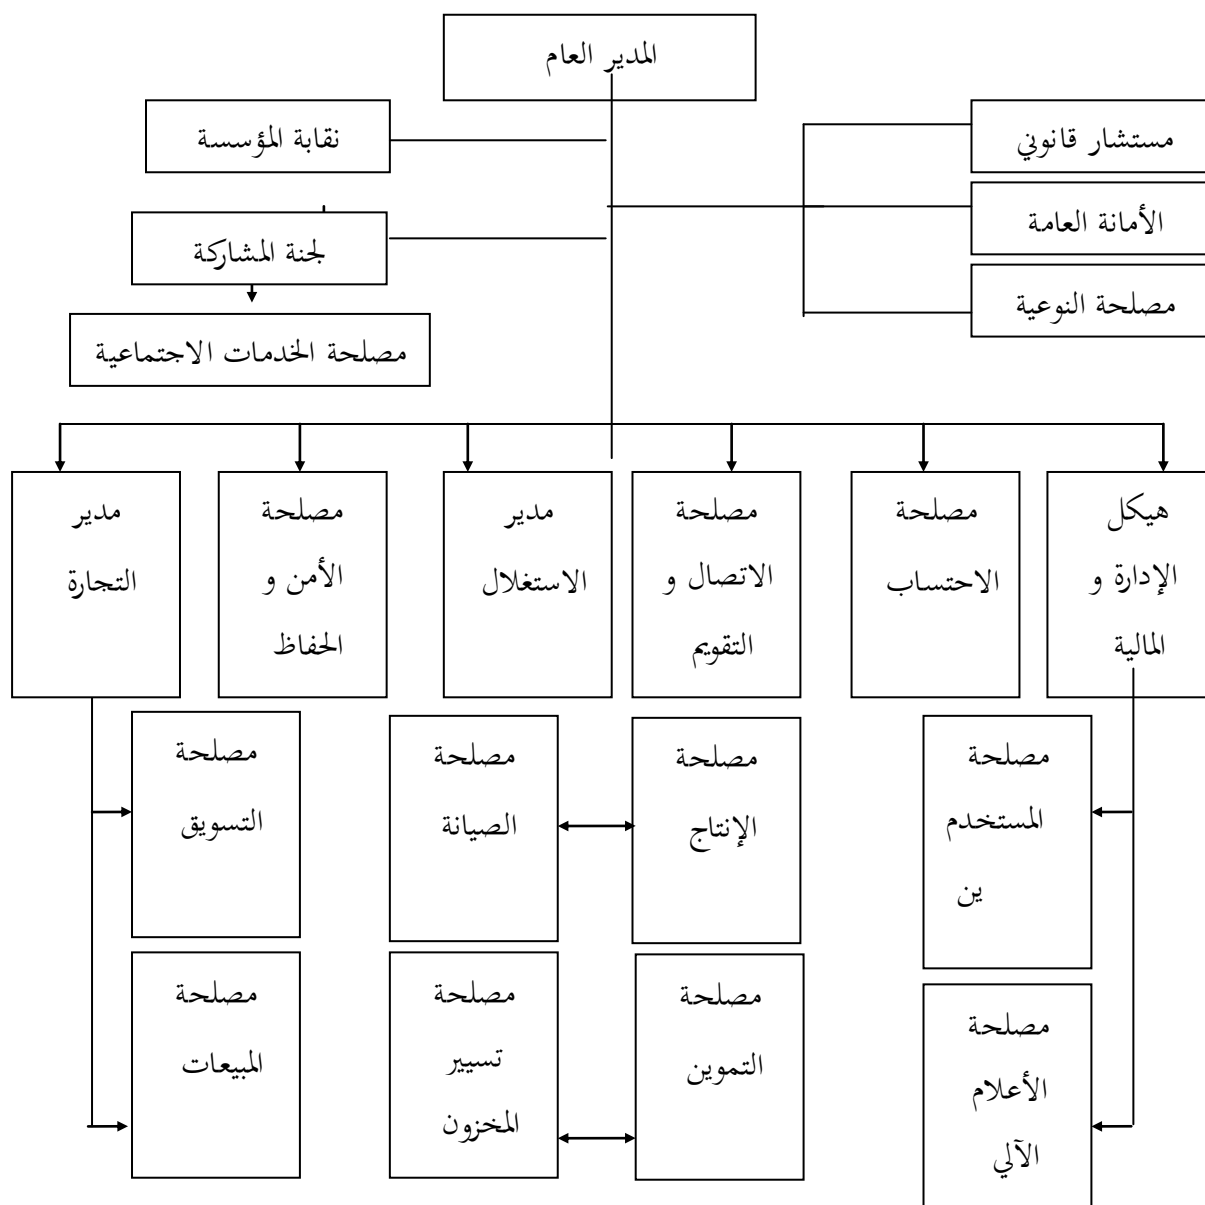 المدير العام
مستشار قانوني
نقابة المؤسسة
الأمانة العامة
لجنة المشاركة
مصلحة النوعية
مصلحة الخدمات الاجتماعية
هيكل
الإدارة و
المالية
مصلحة
الاحتساب
مصلحة
الاتصال و
التقويم
مدير
الاستغلال
مصلحة
الأمن و
الحفاظ
مدير
التجارة
مصلحة
المستخدم
ين
مصلحة
الإنتاج
مصلحة
الصيانة
مصلحة
التسويق
مصلحة
الأعلام
الآلي
مصلحة
التموين
مصلحة
تسيير
المخزون
مصلحة
المبيعات